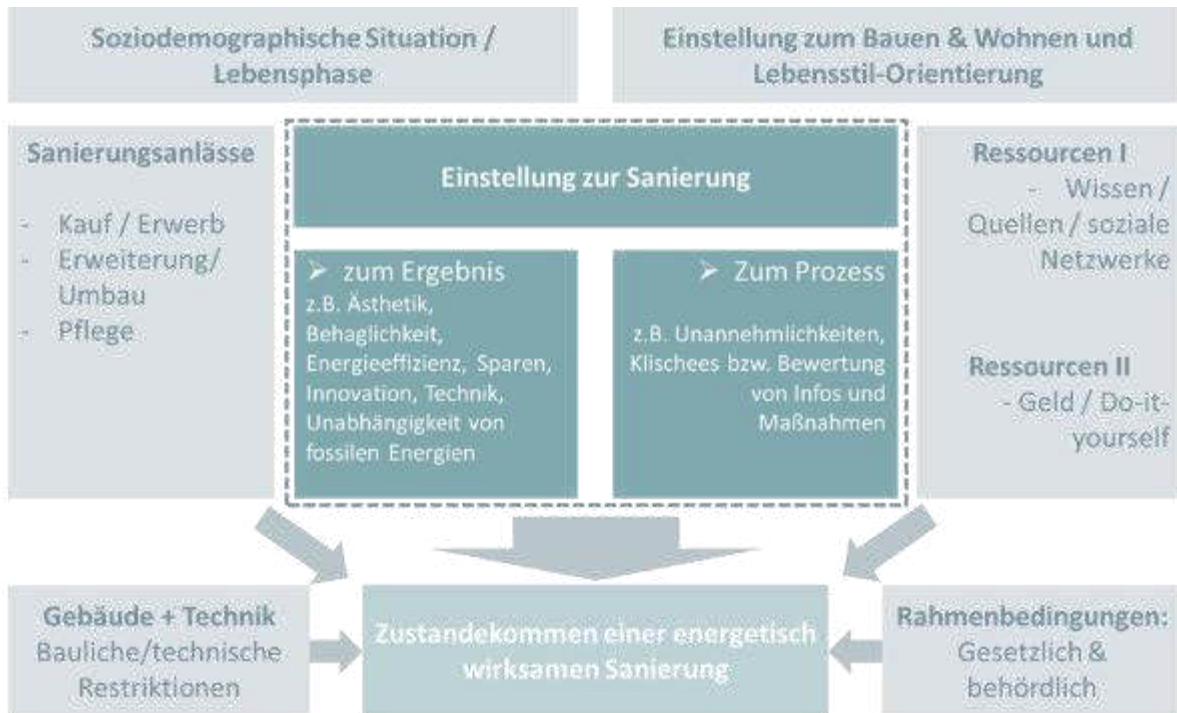 Soziodemographische Situation /
Lebensphase
Einstellung zum Bauen & Wohnen und
Lebensstil-Orientierung
Sanierungsanlässe
- Kauf / Erwerb
- Erweiterung/
Umbau
- Pflege
Einstellung zur Sanierung
➢ zum Ergebnis
z.B. Ästhetik,
Behaglichkeit,
Energieeffizienz, Sparen,
Innovation, Technik,
Unabhängigkeit von
fossilen Energien
➢ Zum Prozess
z.B. Unannehmlichkeiten,
Klischees bzw. Bewertung
von Infos und
Maßnahmen
Ressourcen I
- Wissen /
Quellen / soziale
Netzwerke
Ressourcen II
- Geld / Do-it-
yourself
Gebäude + Technik
Bauliche/technische
Restriktionen
Zustandekommen einer energetisch
wirksamen Sanierung
Rahmenbedingungen:
Gesetzlich &
behördlich